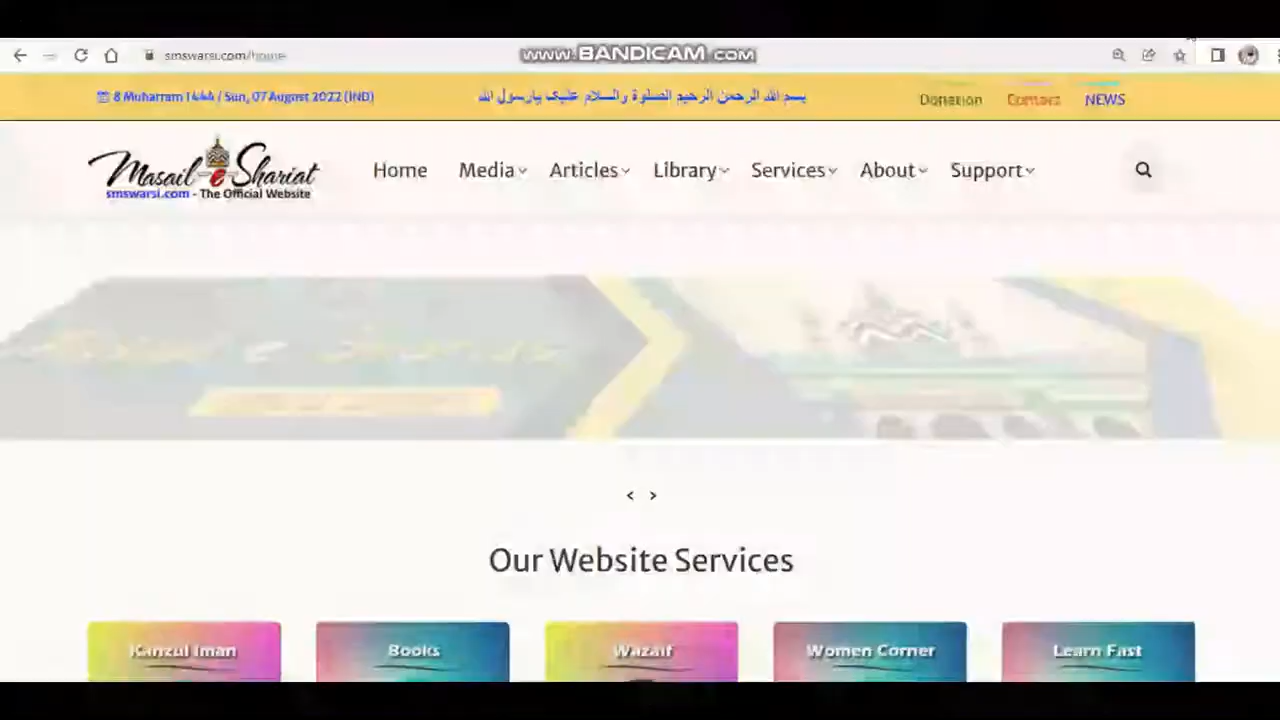 www.BANDICAM.COM
smswarsi.com/home
8 Muharram 1444 / Sun, 07 August 2022 (IND)
بسم الله الرحمن الرحيم الصلوة والسلام عليك يارسول الله
Donation Contact NEWS
Masail e Shariat
smswarsi.com - The Official Website
Home Media Articles Library Services About Support
< >
Our Website Services
Kanzul Iman Books Wazaif Women Corner Learn Fast